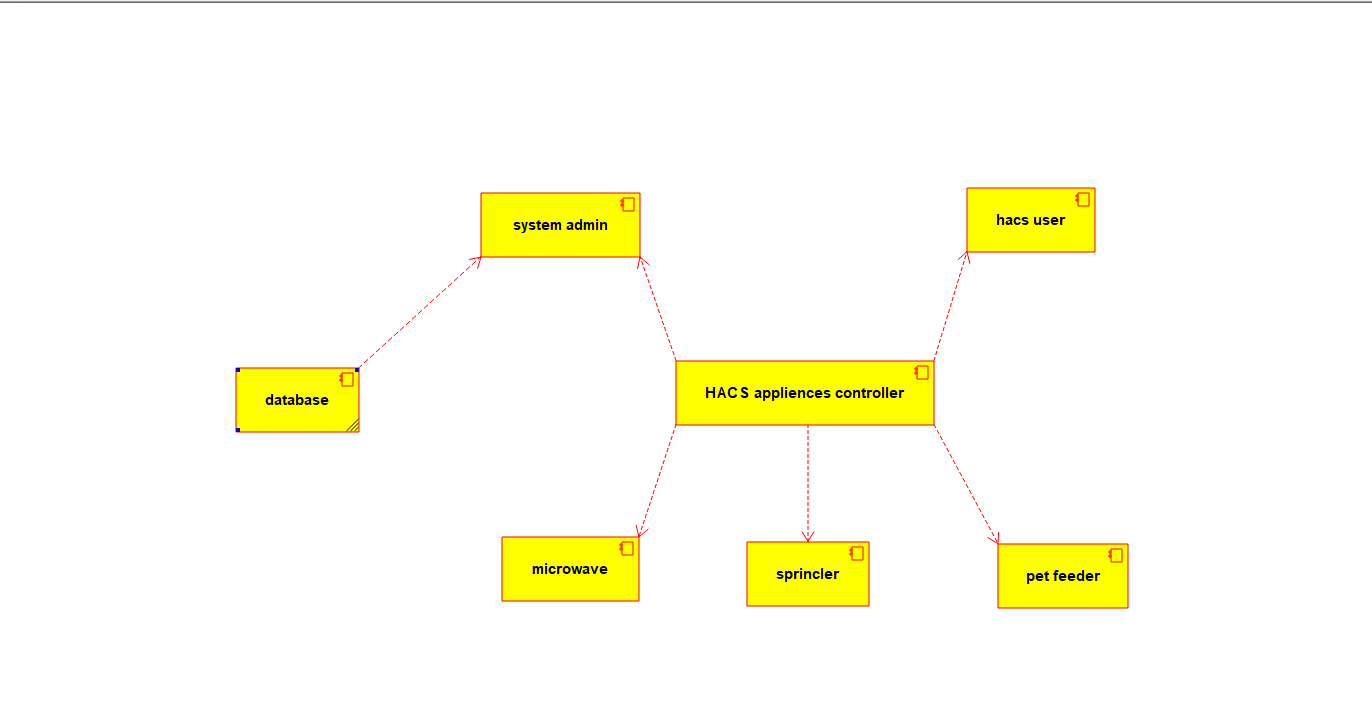 hacs user
system admin
HACS appliences controller
database
microwave
sprincler
pet feeder